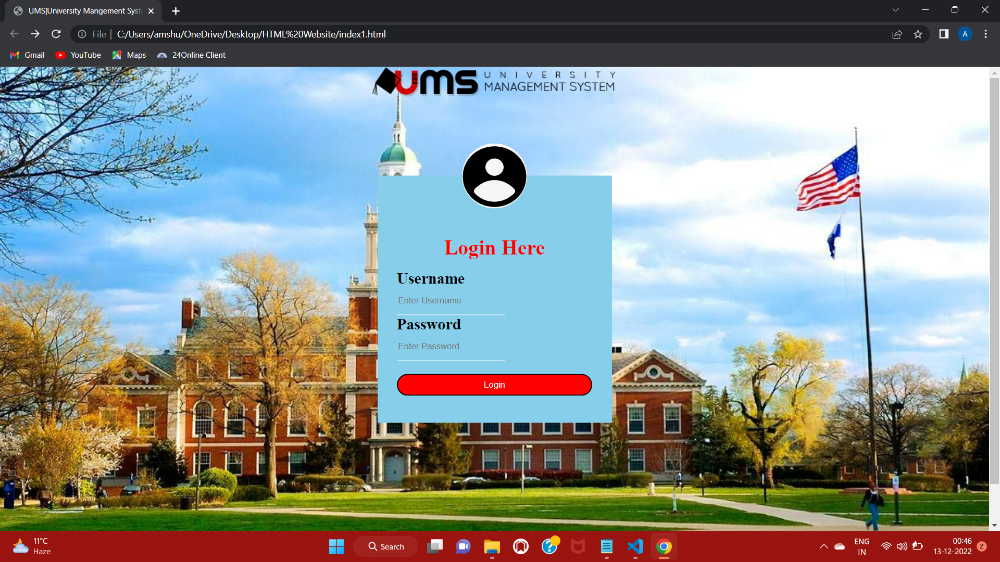 UMS|University Mangement Syst
File
C:/Users/amshu/OneDrive/Desktop/HTML%20Website/index1.html
A
Gmail
YouTube
Maps
24Online Client
UMS
UNIVERSITY
MANAGEMENT SYSTEM
Login Here
Username
Enter Username
Password
Enter Password
Login
11°C
Haze
Search
ENG
IN
00:46
13-12-2022
2